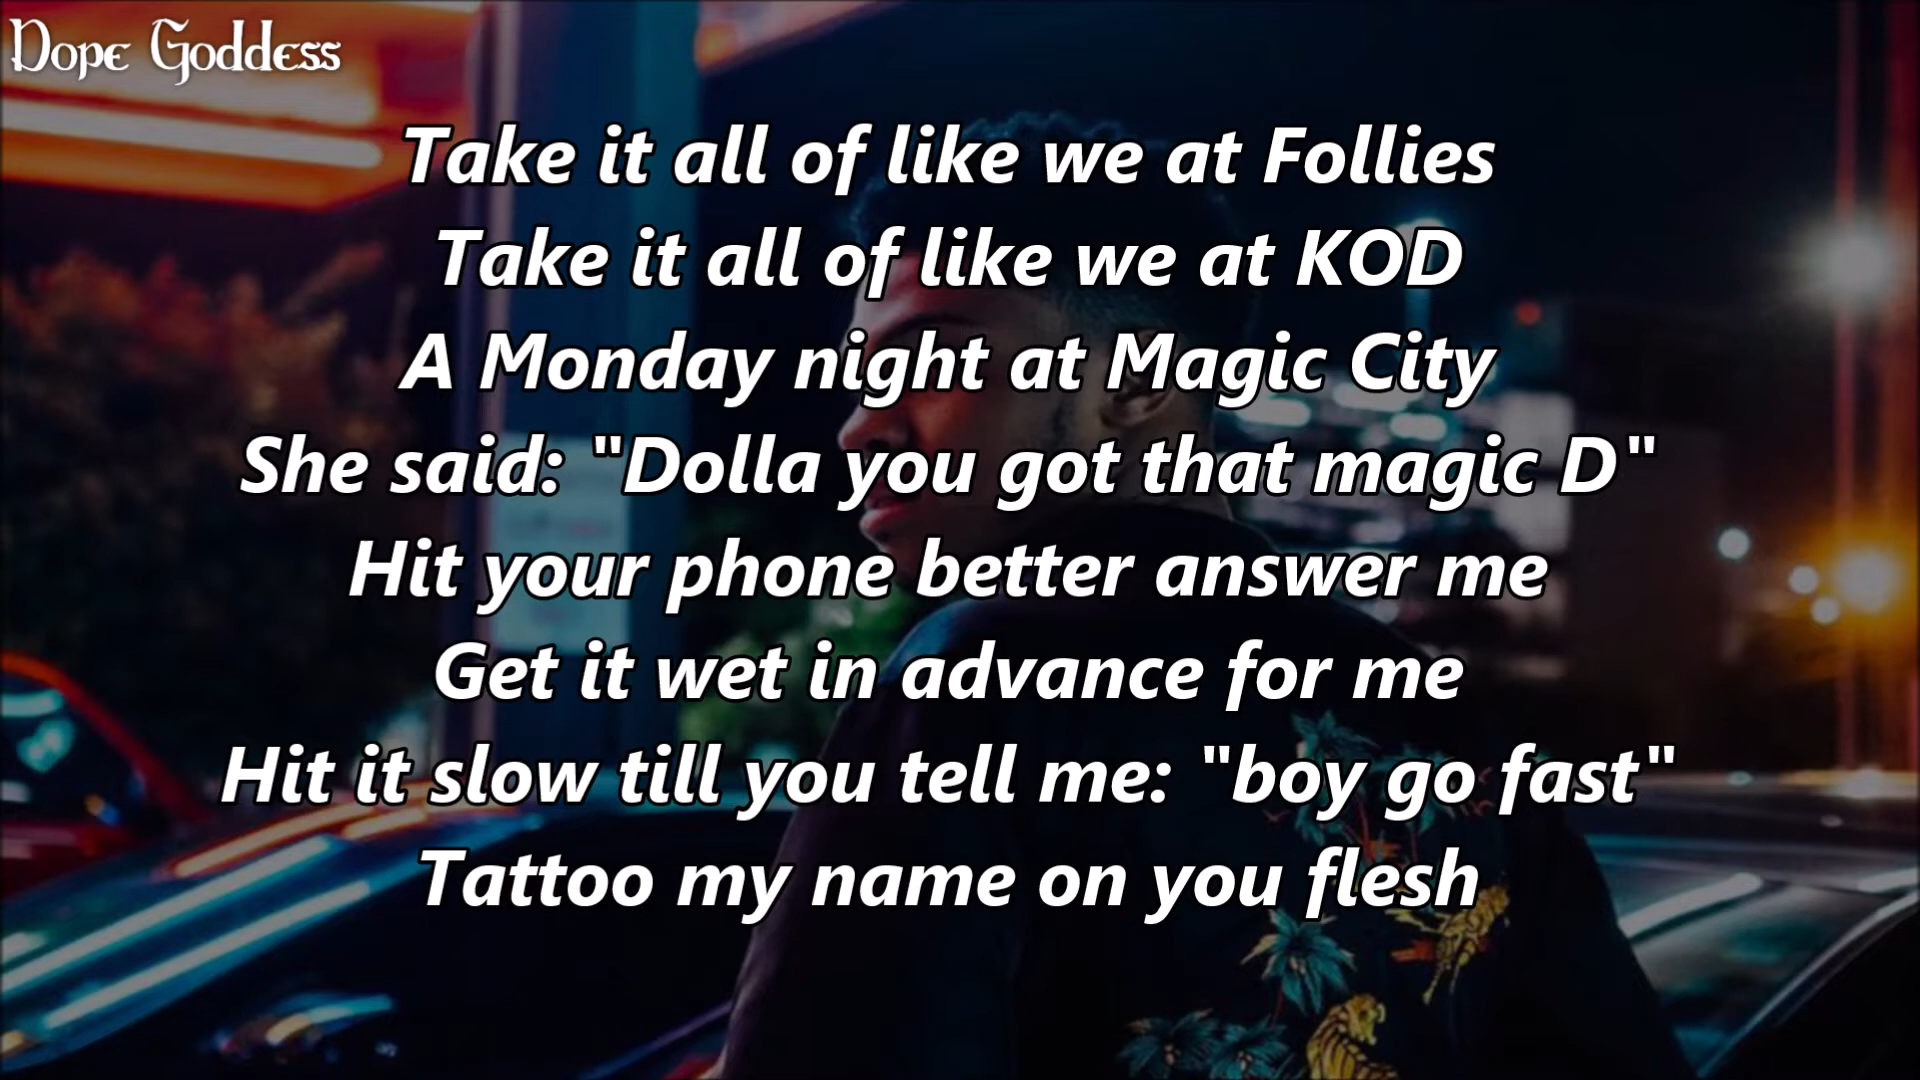 Dope Goddess
Take it all of like we at Follies
Take it all of like we at KOD
A Monday night at Magic City
She said: "Dolla you got that magic D"
Hit your phone better answer me
Get it wet in advance for me
Hit it slow till you tell me: "boy go fast"
Tattoo my name on you flesh